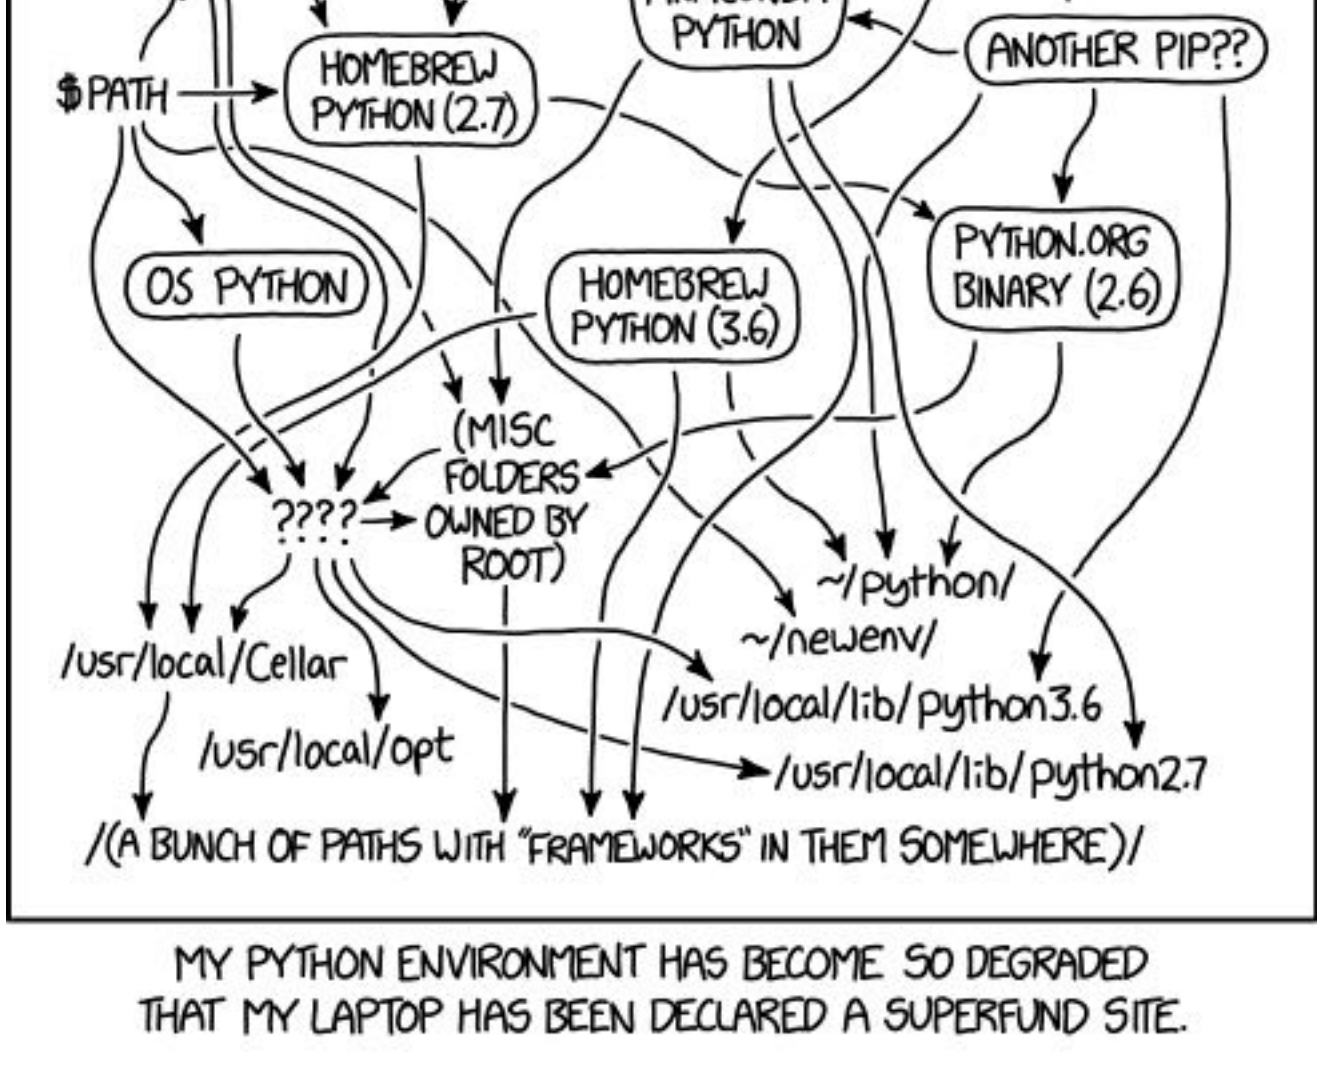 PYTHON
ANOTHER PIP??
HOMEBREW
PYTHON (2.7)
$PATH
PYTHON.ORG
BINARY (2.6)
OS PYTHON
HOMEBREW
PYTHON (3.6)
(MISC
FOLDERS
OWNED BY
ROOT)
????
~/python/
~/newenv/
/usr/local/Cellar
/usr/local/lib/python3.6
/usr/local/opt
/usr/local/lib/python2.7
/(A BUNCH OF PATHS WITH "FRAMEWORKS" IN THEM SOMEWHERE)/
MY PYTHON ENVIRONMENT HAS BECOME SO DEGRADED
THAT MY LAPTOP HAS BEEN DECLARED A SUPERFUND SITE.